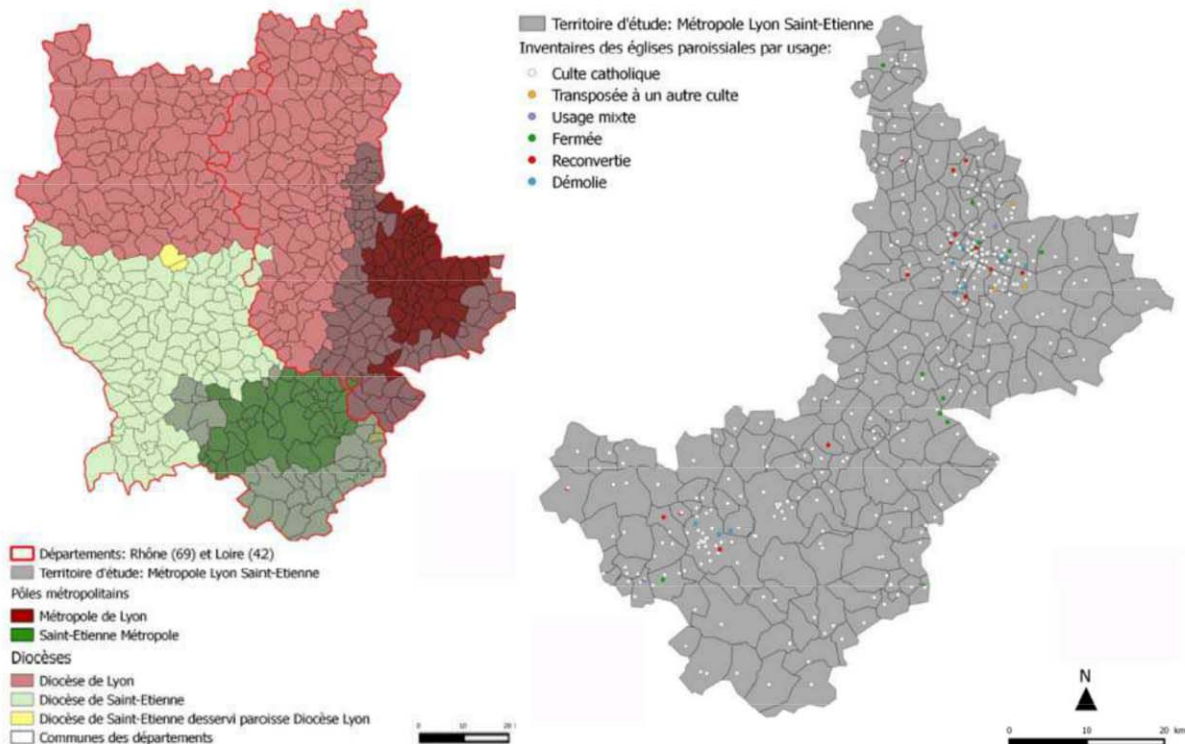 Départements: Rhône (69) et Loire (42)
Territoire d'étude: Métropole Lyon Saint-Etienne
Pôles métropolitains
Métropole de Lyon
Saint-Etienne Métropole
Diocèses
Diocèse de Lyon
Diocèse de Saint-Etienne
Diocèse de Saint-Etienne desservi paroisse Diocèse Lyon
Communes des départements
0 10 20
Territoire d'étude: Métropole Lyon Saint-Etienne
Inventaires des églises paroissiales par usage:
Culte catholique
Transposée à un autre culte
Usage mixte
Fermée
Reconvertie
Démolie
N
0 10 20 km